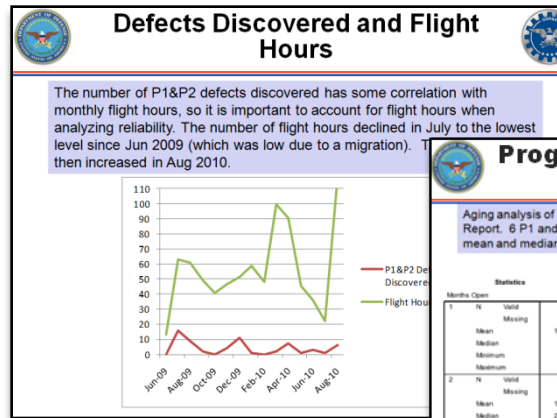 Defects Discovered and Flight
Hours
The number of P1&P2 defects discovered has some correlation with
monthly flight hours, so it is important to account for flight hours when
analyzing reliability. The number of flight hours declined in July to the lowest
level since Jun 2009 (which was low due to a migration).
then increased in Aug 2010.
110
100
90
80
70
60
50
40
30
20
10
0
Jun-09
Aug-09
Oct-09
Dec-09
Feb-10
Apr-10
Jun-10
Aug-10
P1&P2
Discovered
Flight
Aging analysis of
Report. 6 P1 and
mean and median
Statistics
Months Open
1 N Valid
Missing
Mean
Median
Minimum
Maximum
2 N Valid
Missing
Mean
Median